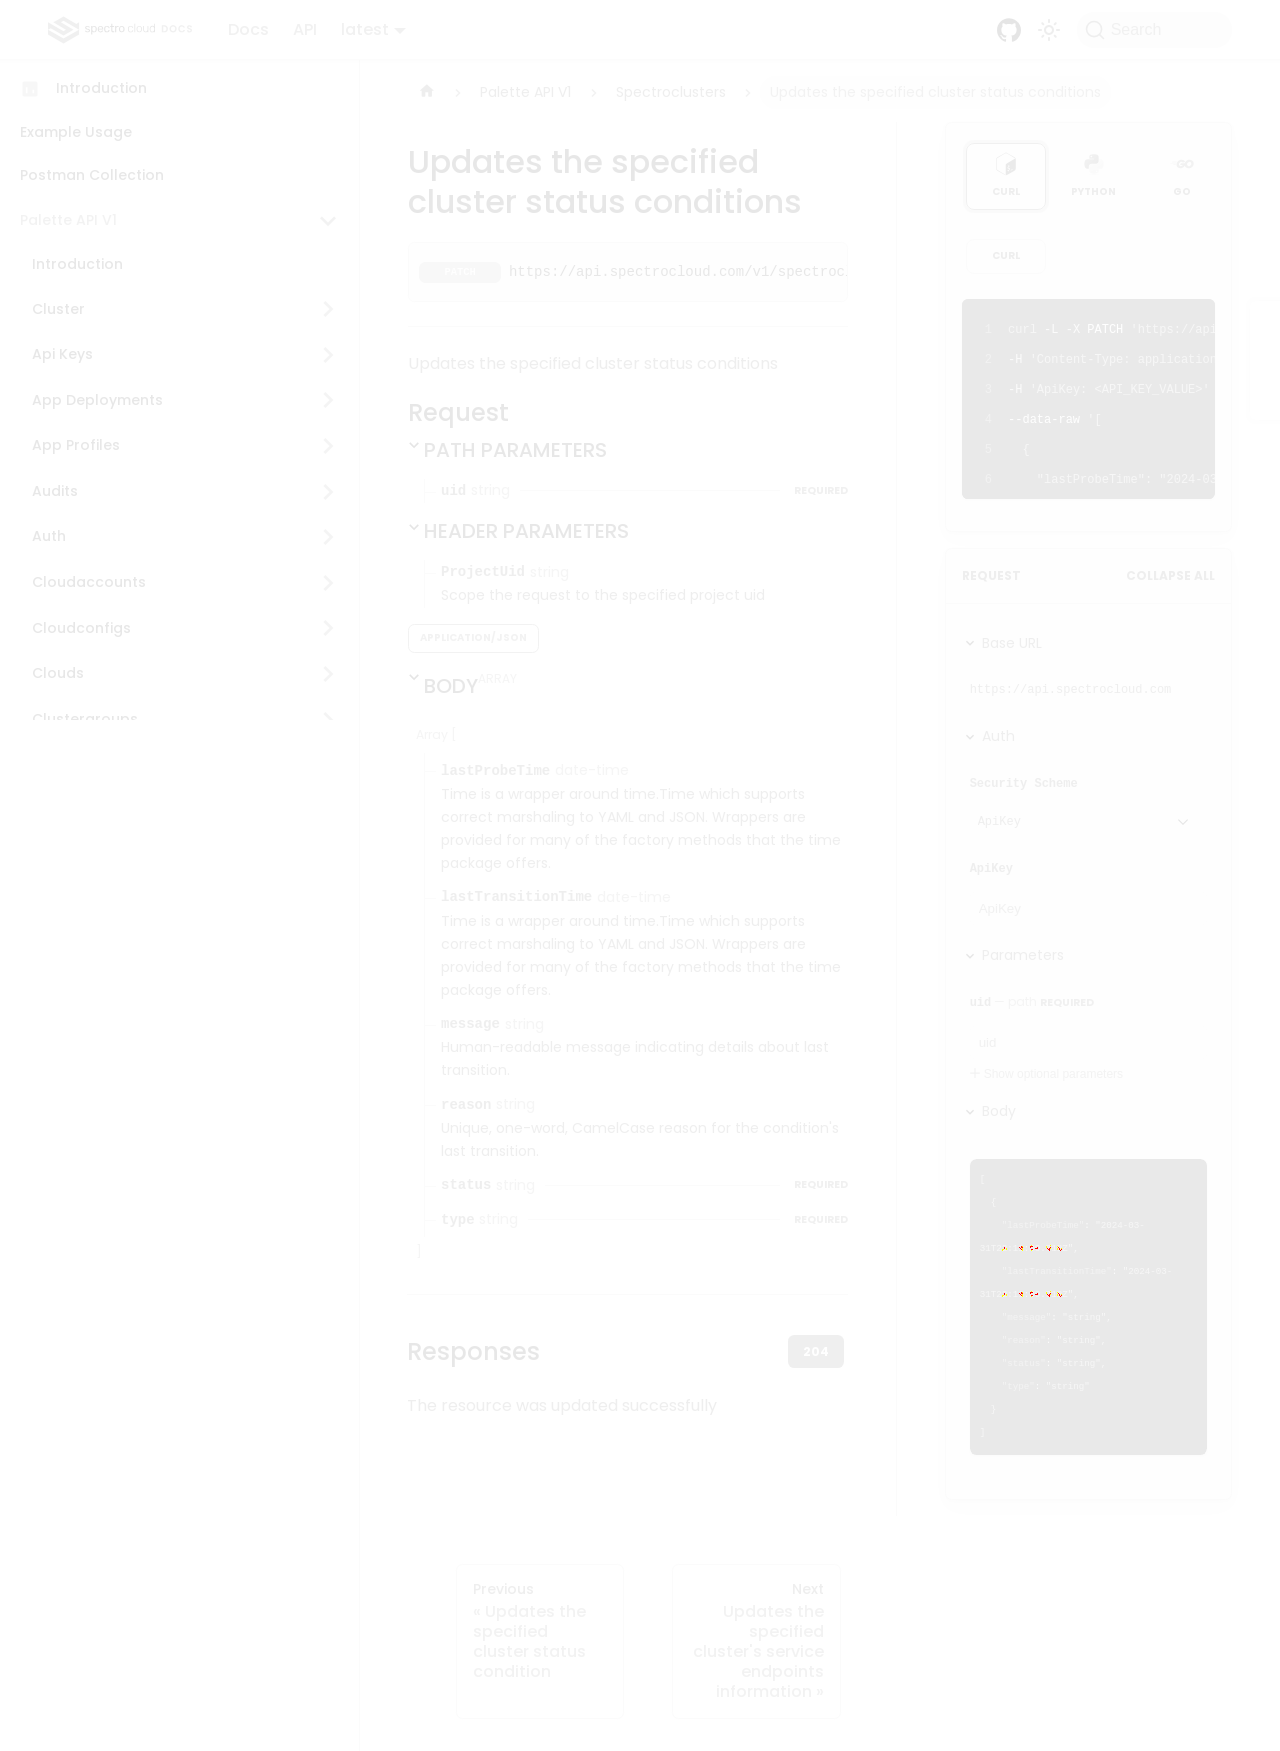 spectro cloud DOCS
Docs
API
latest
Search
Introduction
Example Usage
Postman Collection
Palette API V1
Introduction
Cluster
Api Keys
App Deployments
App Profiles
Audits
Auth
Cloudaccounts
Cloudconfigs
Clouds
Clustergroups
Palette API V1
Spectroclusters
Updates the specified cluster status conditions
Updates the specified
cluster status conditions
PATCH
https://api.spectrocloud.com/v1/spectroc
Updates the specified cluster status conditions
Request
PATH PARAMETERS
uid string
REQUIRED
HEADER PARAMETERS
ProjectUid string
Scope the request to the specified project uid
APPLICATION/JSON
BODY ARRAY
Array [
lastProbeTime date-time
Time is a wrapper around time.Time which supports
correct marshaling to YAML and JSON. Wrappers are
provided for many of the factory methods that the time
package offers.
lastTransitionTime date-time
Time is a wrapper around time.Time which supports
correct marshaling to YAML and JSON. Wrappers are
provided for many of the factory methods that the time
package offers.
message string
Human-readable message indicating details about last
transition.
reason string
Unique, one-word, CamelCase reason for the condition's
last transition.
status string
REQUIRED
type string
REQUIRED
]
Responses
204
The resource was updated successfully
Previous
« Updates the
specified
cluster status
condition
Next
Updates the
specified
cluster's service
endpoints
information »
CURL
PYTHON
GO
CURL
1 curl -L -X PATCH 'https://api
2 -H 'Content-Type: application
3 -H 'ApiKey: <API_KEY_VALUE>'
4 --data-raw '[
5 {
6 "lastProbeTime": "2024-03
REQUEST
COLLAPSE ALL
Base URL
https://api.spectrocloud.com
Auth
Security Scheme
ApiKey
ApiKey
ApiKey
Parameters
uid — path REQUIRED
uid
Show optional parameters
Body
[
{
"lastProbeTime": "2024-03-
"lastTransitionTime": "2024-03-
"message": "string",
"reason": "string",
"status": "string",
"type": "string"
}
]